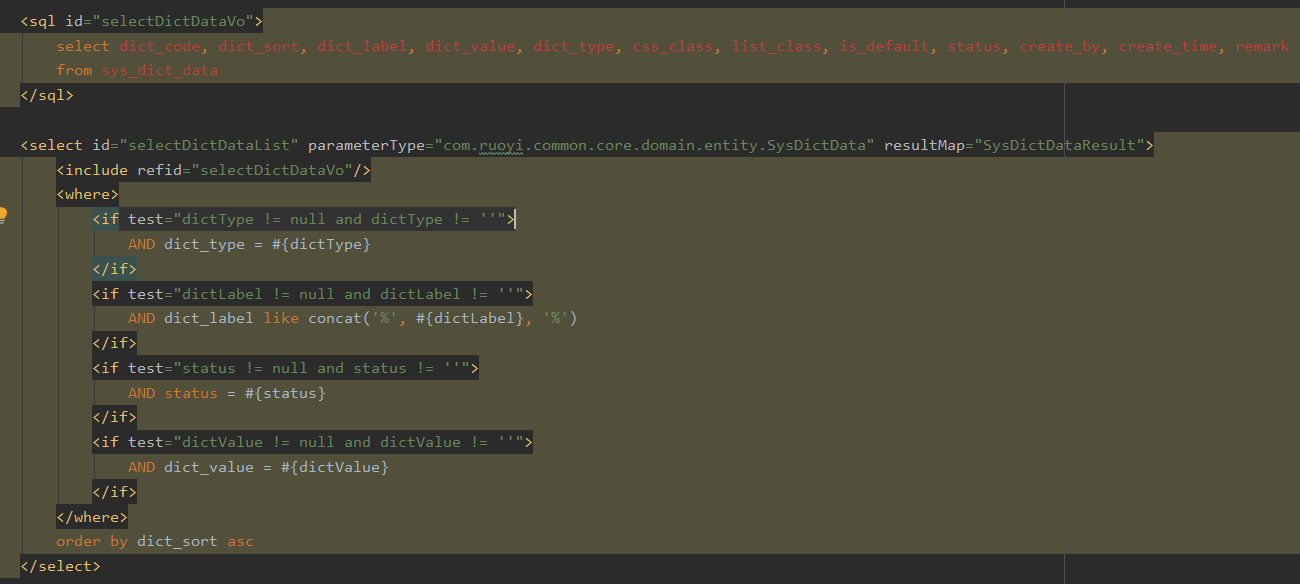 <sql id="selectDictDataVo">
select dict_code, dict_sort, dict_label, dict_value, dict_type, css_class, list_class, is_default, status, create_by, create_time, remark
from sys_dict_data
</sql>
<select id="selectDictDataList" parameterType="com.ruoyi.common.core.domain.entity.SysDictData" resultMap="SysDictDataResult">
<include refid="selectDictDataVo"/>
<where>
<if test="dictType != null and dictType != ''">
AND dict_type = #{dictType}
</if>
<if test="dictLabel != null and dictLabel != ''">
AND dict_label like concat('%', #{dictLabel}, '%')
</if>
<if test="status != null and status != ''">
AND status = #{status}
</if>
<if test="dictValue != null and dictValue != ''">
AND dict_value = #{dictValue}
</if>
</where>
order by dict_sort asc
</select>